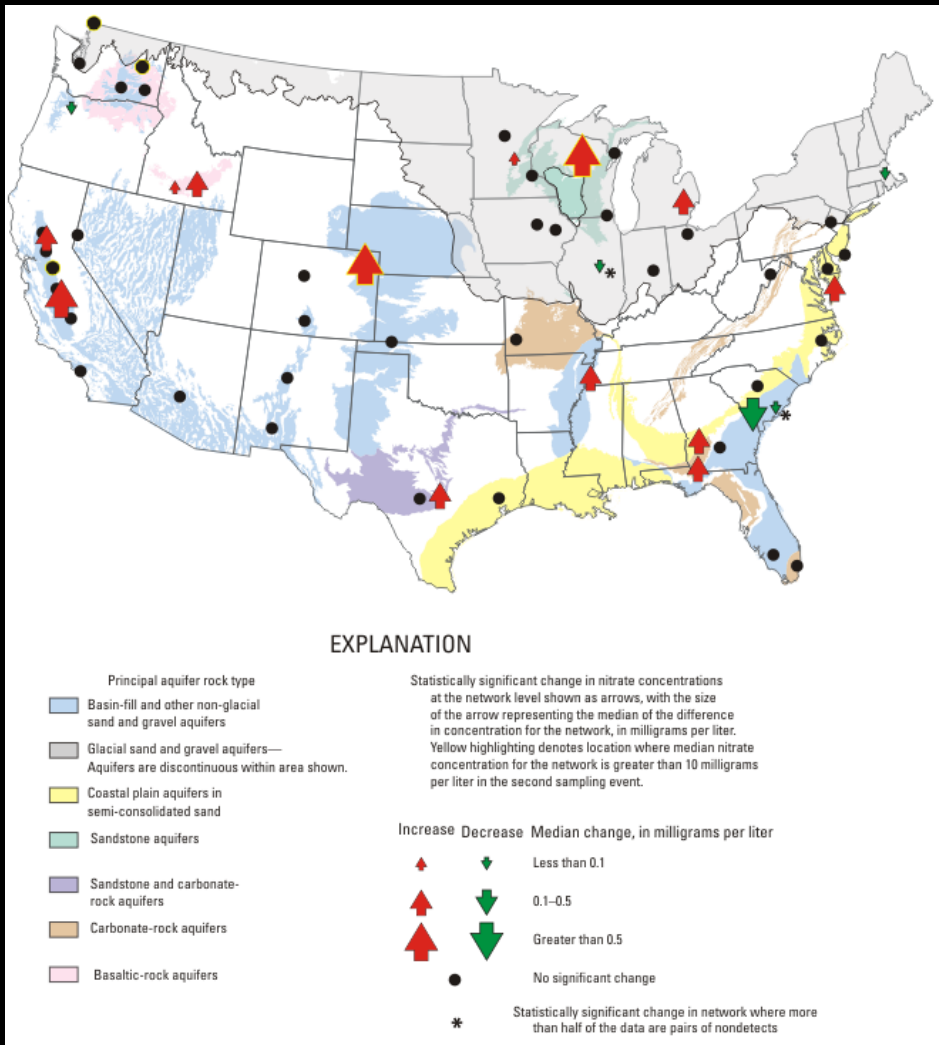 EXPLANATION
Principal aquifer rock type
Basin-fill and other non-glacial
sand and gravel aquifers
Glacial sand and gravel aquifers—
Aquifers are discontinuous within area shown.
Coastal plain aquifers in
semi-consolidated sand
Sandstone aquifers
Sandstone and carbonate-
rock aquifers
Carbonate-rock aquifers
Basaltic-rock aquifers
Statistically significant change in nitrate concentrations
at the network level shown as arrows, with the size
of the arrow representing the median of the difference
in concentration for the network, in milligrams per liter.
Yellow highlighting denotes location where median nitrate
concentration for the network is greater than 10 milligrams
per liter in the second sampling event.
Increase Decrease Median change, in milligrams per liter
Less than 0.1
0.1–0.5
Greater than 0.5
No significant change
* Statistically significant change in network where more
than half of the data are pairs of nondetects